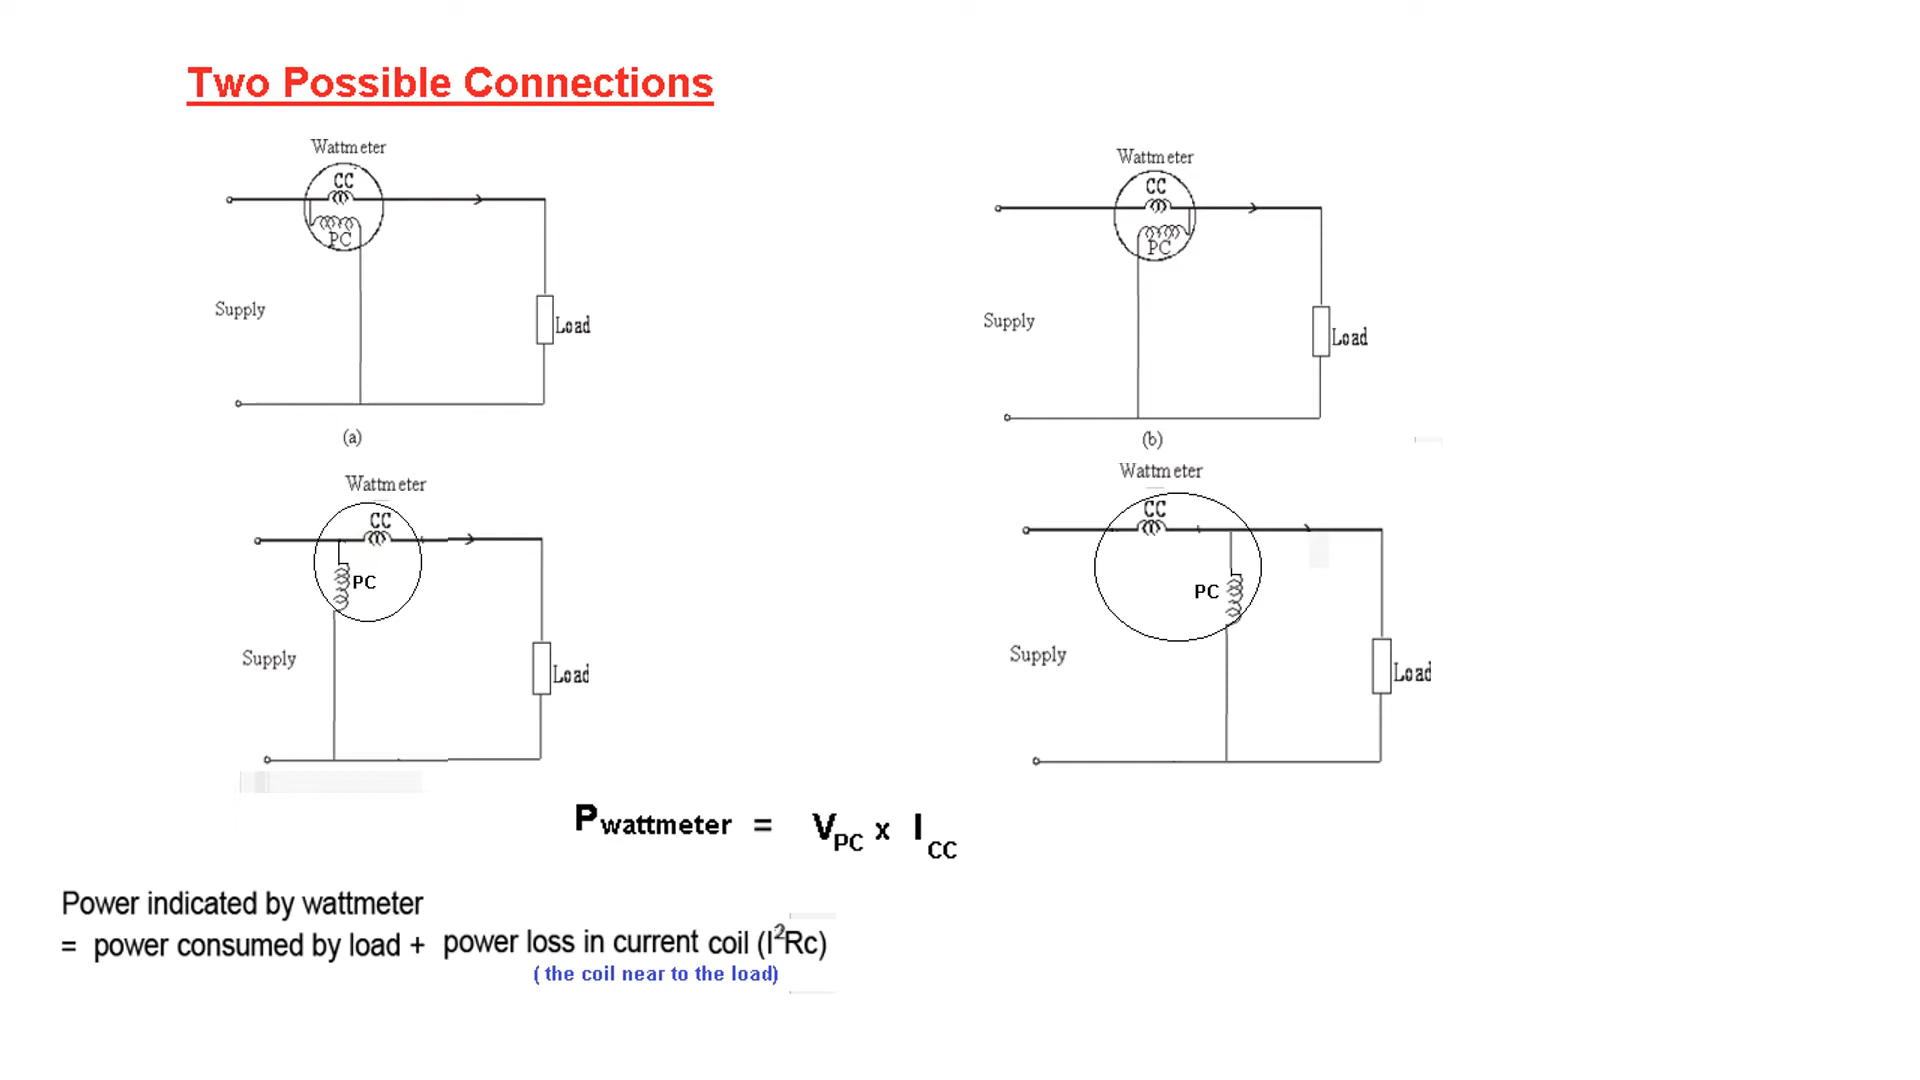 Two Possible Connections
Wattmeter
CC
PC
Supply
Load
(a)
Wattmeter
CC
PC
Supply
Load
(b)
Wattmeter
CC
PC
Supply
Load
Wattmeter
CC
PC
Supply
Load
Pwattmeter = VPC x ICC
Power indicated by wattmeter
= power consumed by load + power loss in current coil (I²Rc)
( the coil near to the load)